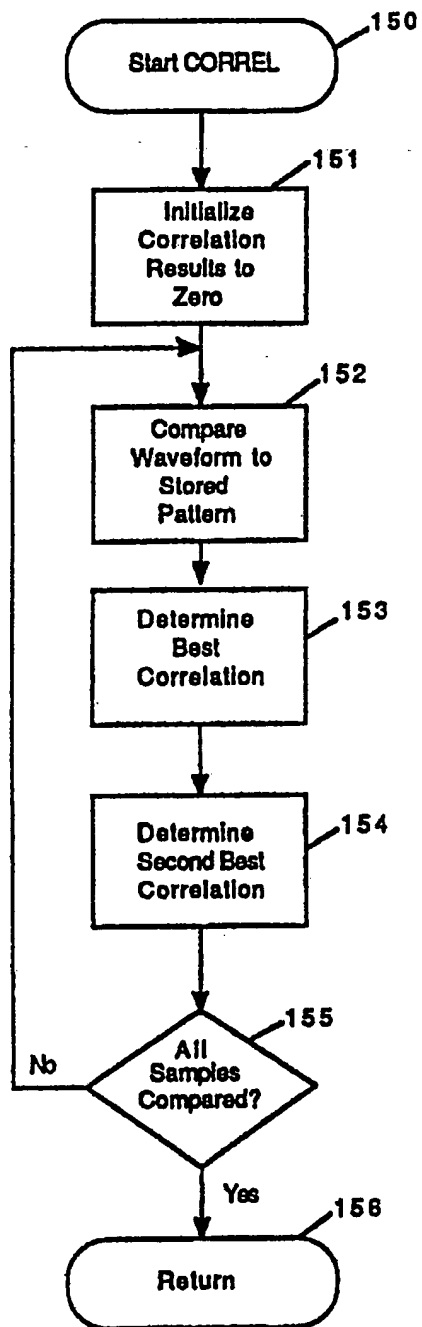 150
Start CORREL
151
Initialize
Correlation
Results to
Zero
152
Compare
Waveform to
Stored
Pattern
153
Determine
Best
Correlation
154
Determine
Second Best
Correlation
155
All
Samples
Compared?
No
Yes
156
Return